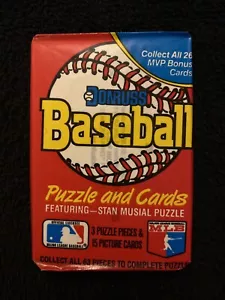 Collect All 26
MVP Bonus
Cards
DONRUSS
Baseball
Puzzle and Cards
FEATURING—STAN MUSIAL PUZZLE
3 PUZZLE PIECES &
15 PICTURE CARDS
COLLECT ALL 63 PIECES TO COMPLETE PUZZLE